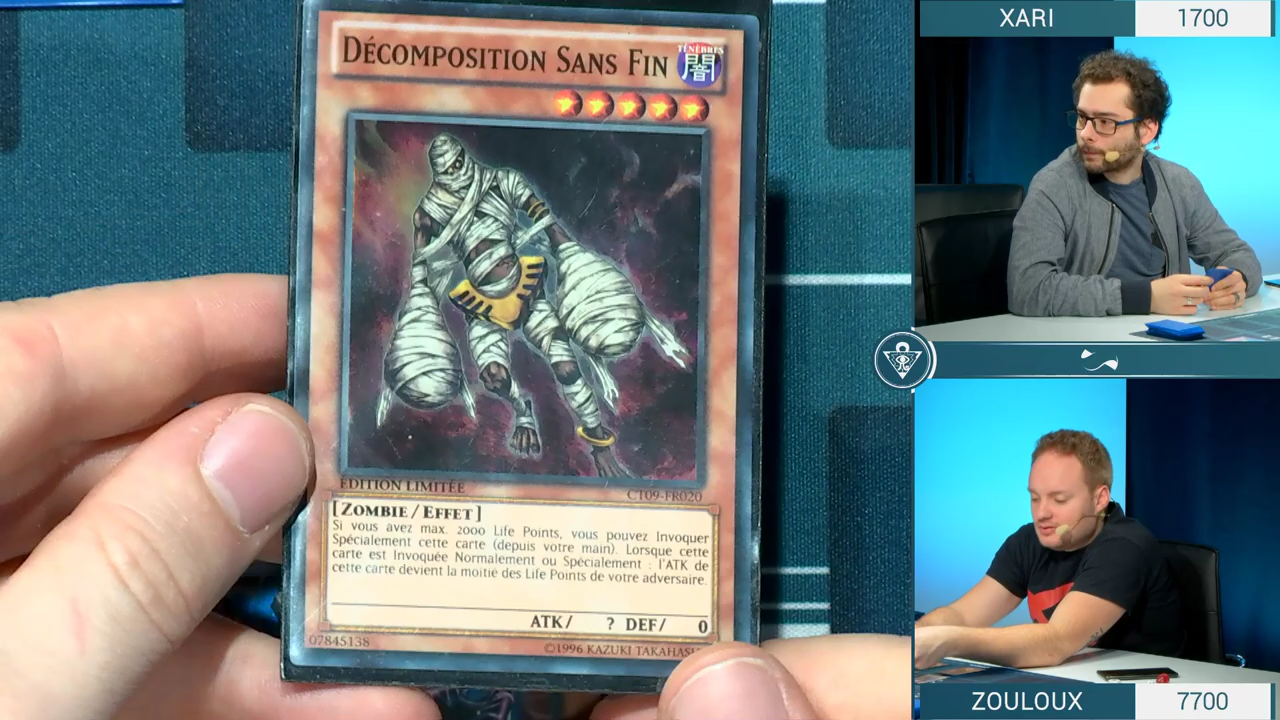 DÉCOMPOSITION SANS FIN
TÉNÈBRES
闇
ÉDITION LIMITÉE
CT09-FR020
[ZOMBIE / EFFET]
Si vous avez max. 2000 Life Points, vous pouvez Invoquer
Spécialement cette carte (depuis votre main). Lorsque cette
carte est Invoquée Normalement ou Spécialement : l'ATK de
cette carte devient la moitié des Life Points de votre adversaire.
ATK/ ? DEF/ 0
07845138
©1996 KAZUKI
XARI
1700
ZOULOUX
7700